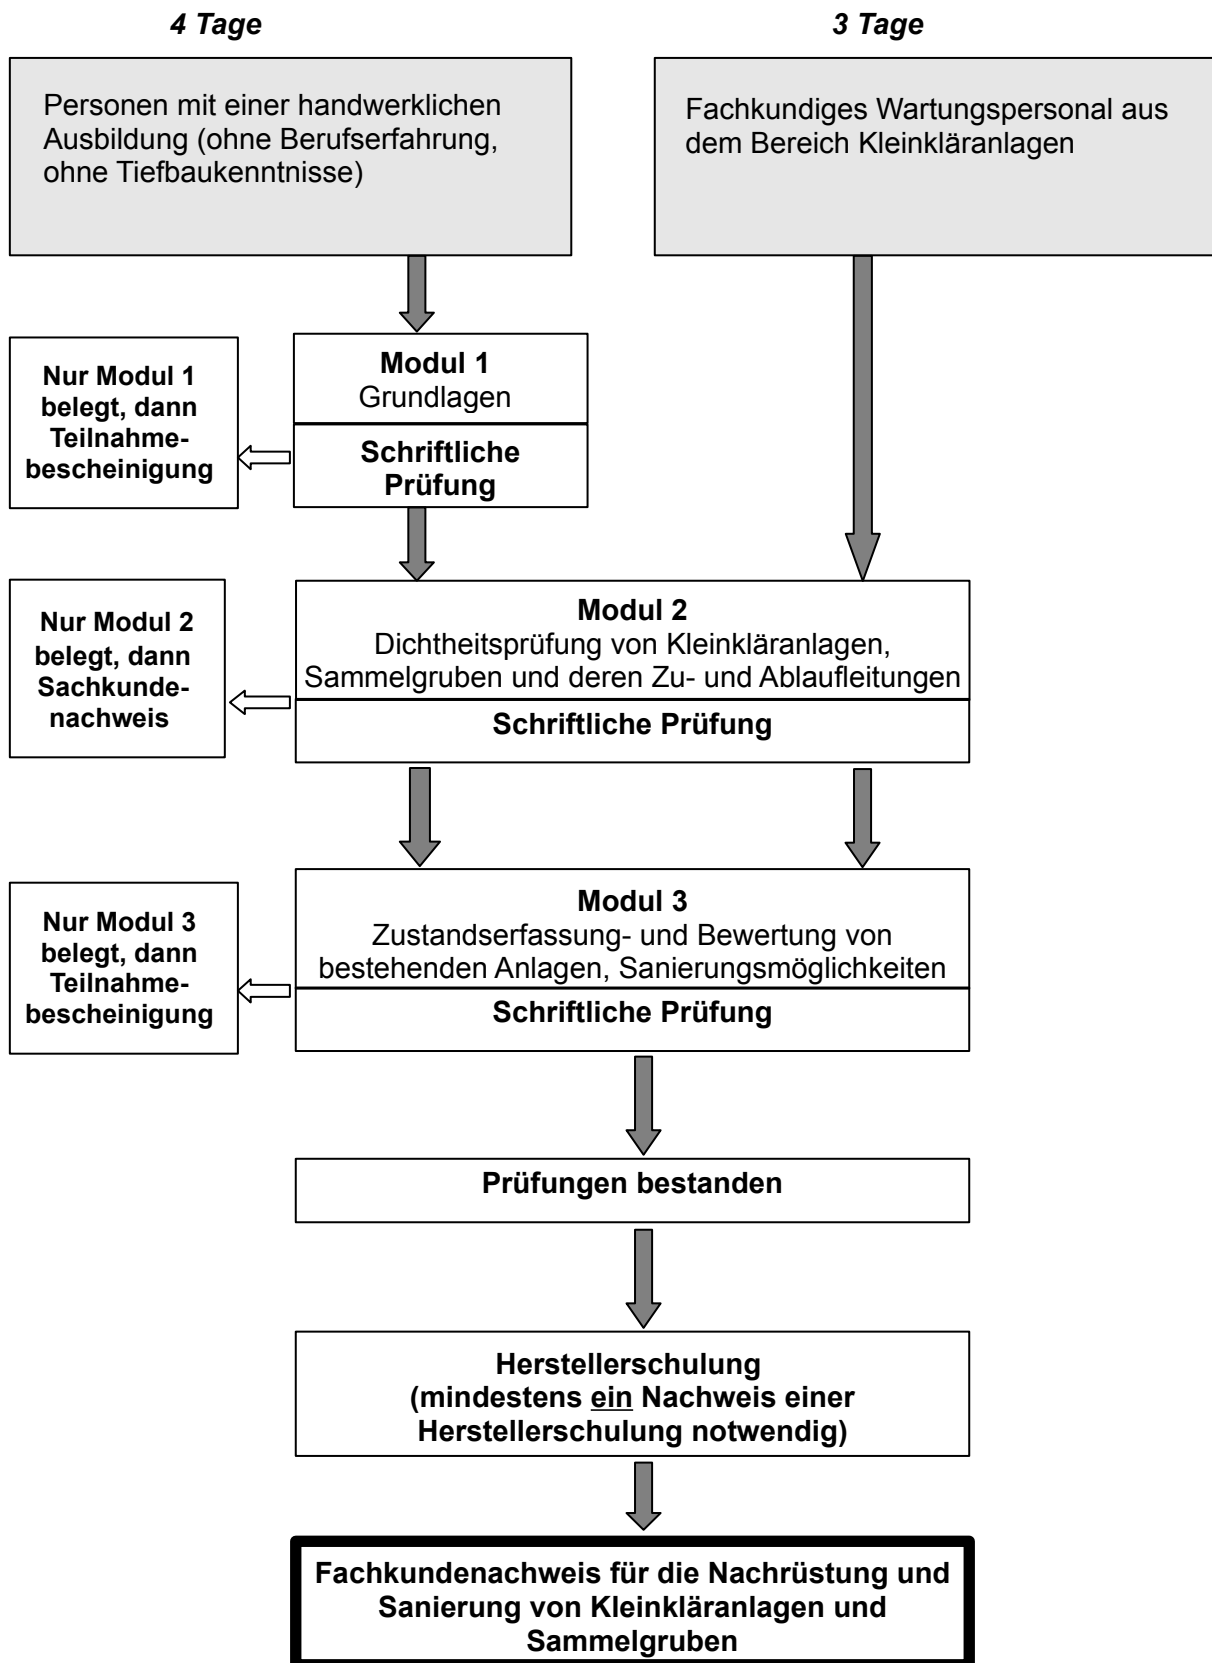 4 Tage
3 Tage
Personen mit einer handwerklichen
Ausbildung (ohne Berufserfahrung,
ohne Tiefbaukenntnisse)
Fachkundiges Wartungspersonal aus
dem Bereich Kleinkläranlagen
Nur Modul 1
belegt, dann
Teilnahme-
bescheinigung
Modul 1
Grundlagen
Schriftliche
Prüfung
Nur Modul 2
belegt, dann
Sachkunde-
nachweis
Modul 2
Dichtheitsprüfung von Kleinkläranlagen,
Sammelgruben und deren Zu- und Ablaufleitungen
Schriftliche Prüfung
Nur Modul 3
belegt, dann
Teilnahme-
bescheinigung
Modul 3
Zustandserfassung- und Bewertung von
bestehenden Anlagen, Sanierungsmöglichkeiten
Schriftliche Prüfung
Prüfungen bestanden
Herstellerschulung
(mindestens ein Nachweis einer
Herstellerschulung notwendig)
Fachkundenachweis für die Nachrüstung und
Sanierung von Kleinkläranlagen und
Sammelgruben